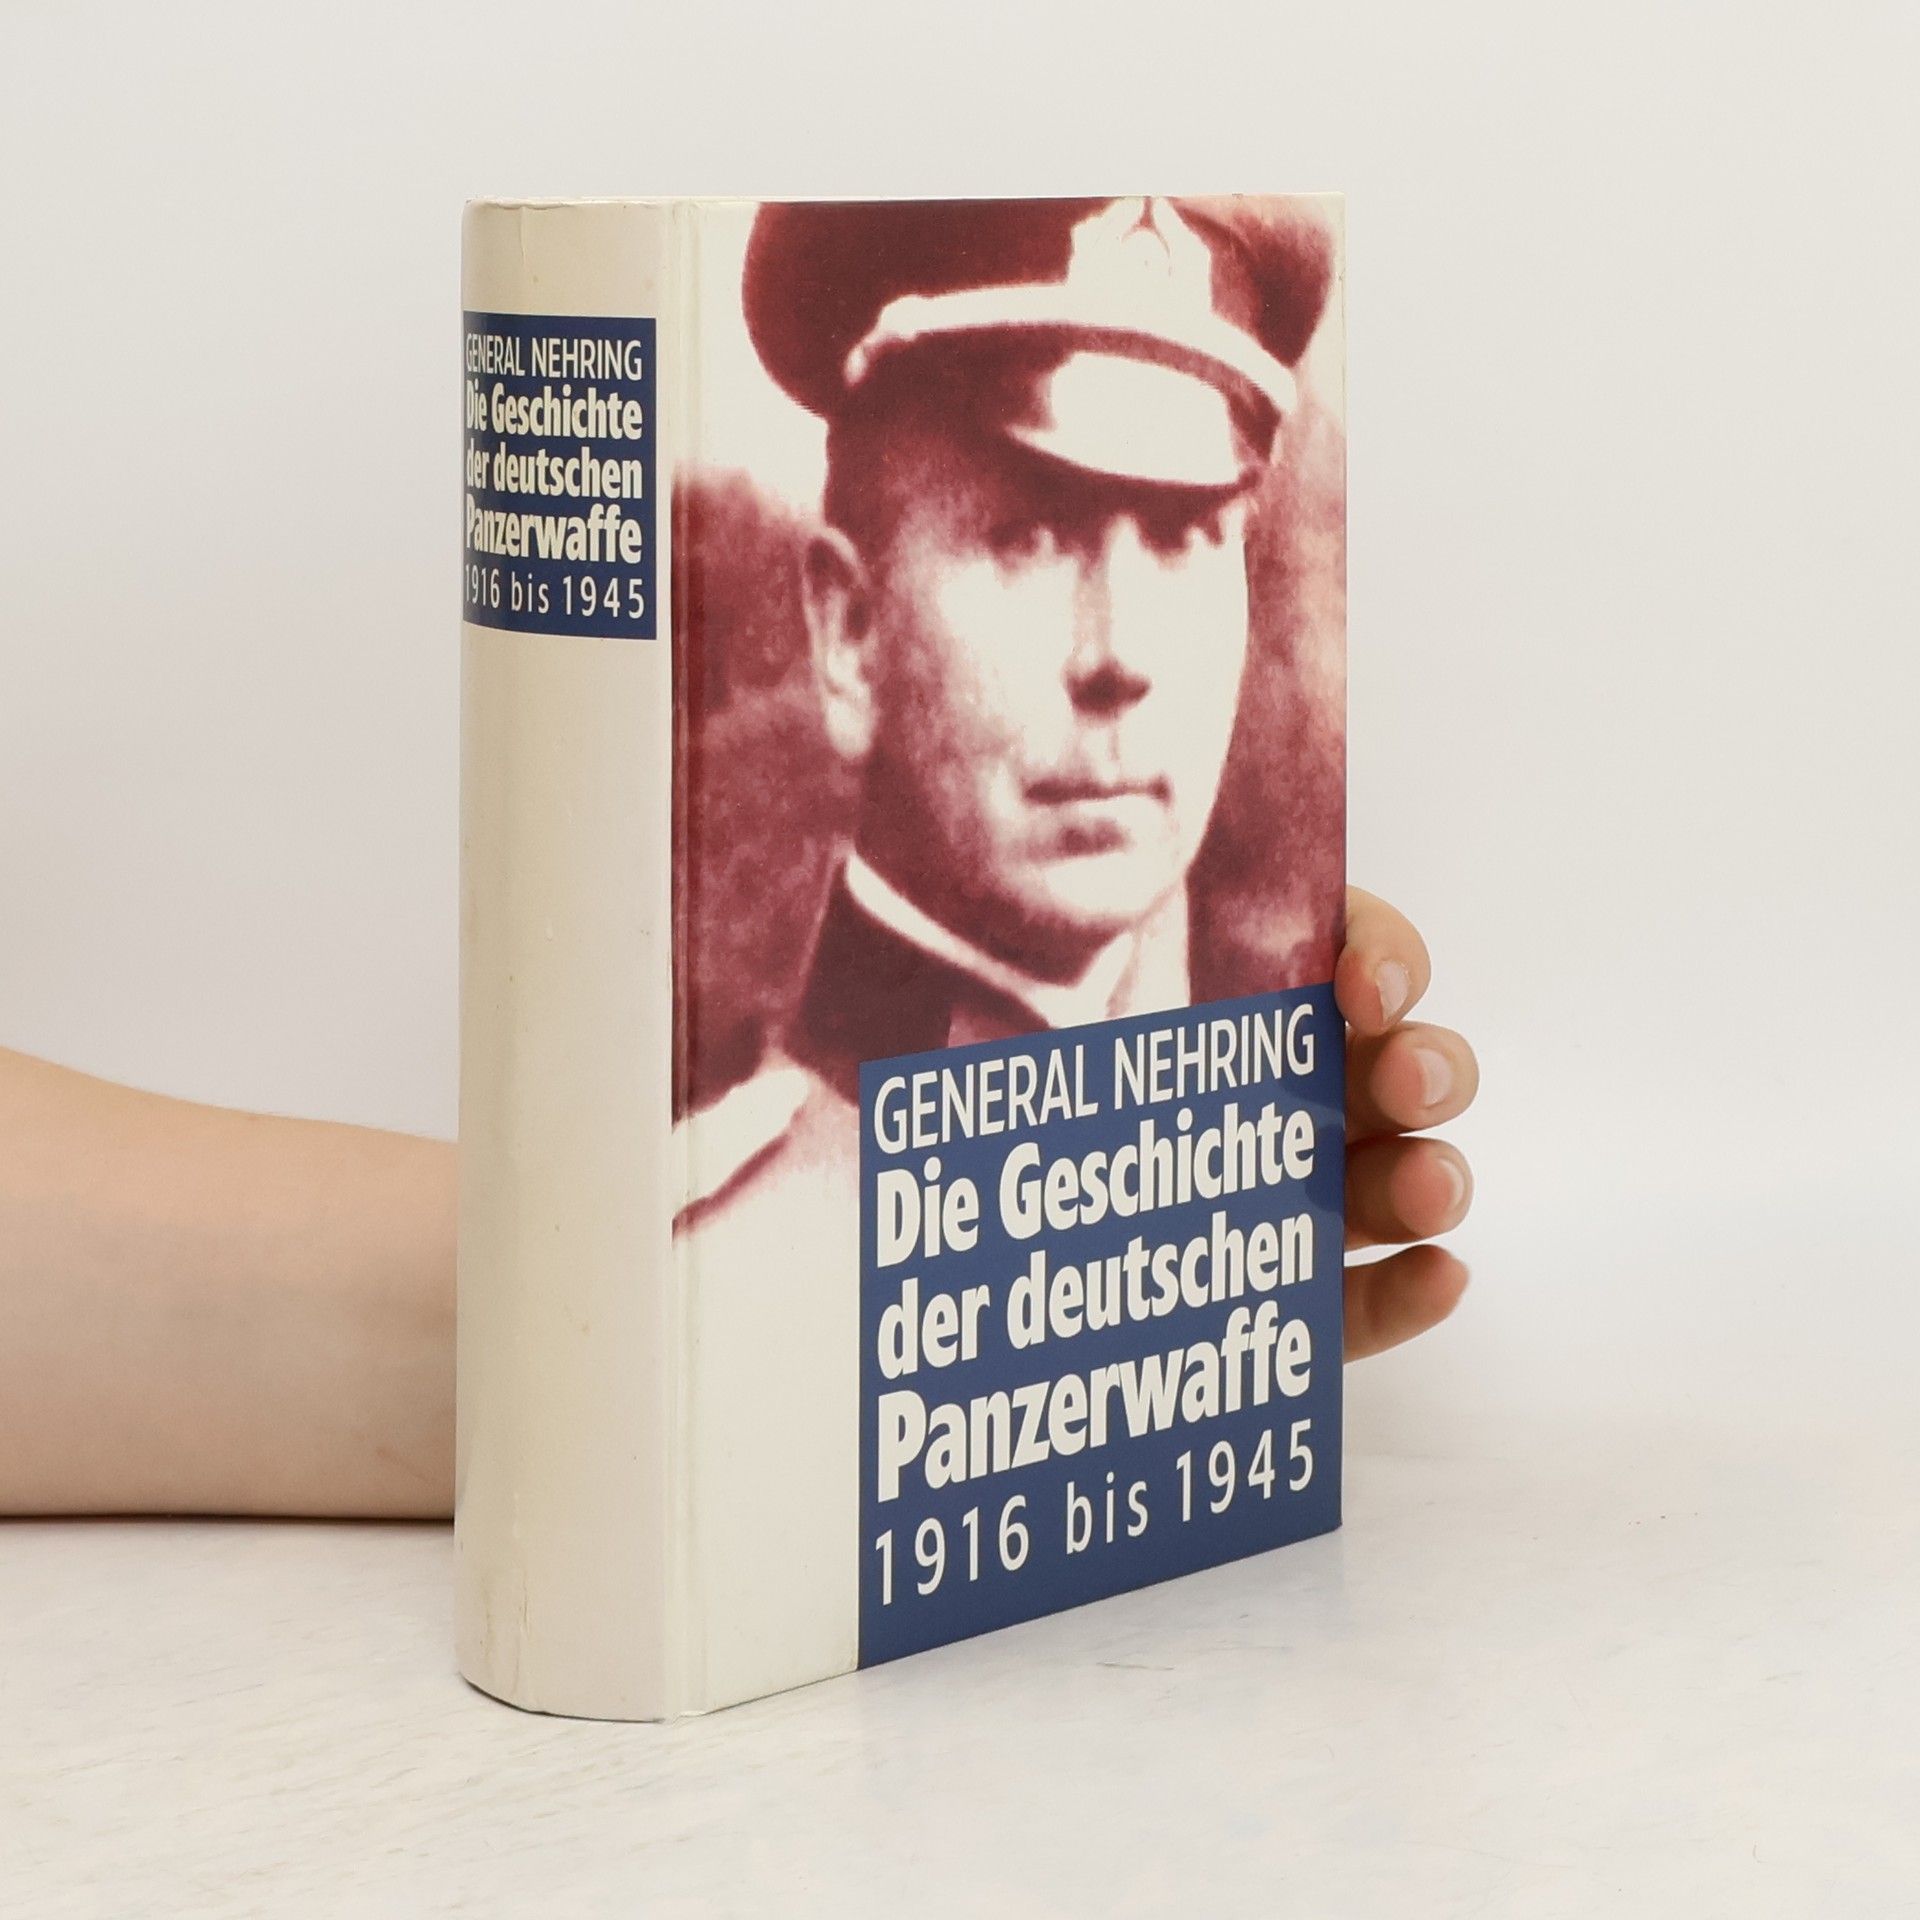 GENERAL NEHRING
Die Geschichte
der deutschen
Panzerwaffe
1916 bis 1945
GENERAL NEHRING
Die Geschichte
der deutschen
Panzerwaffe
1916 bis 1945